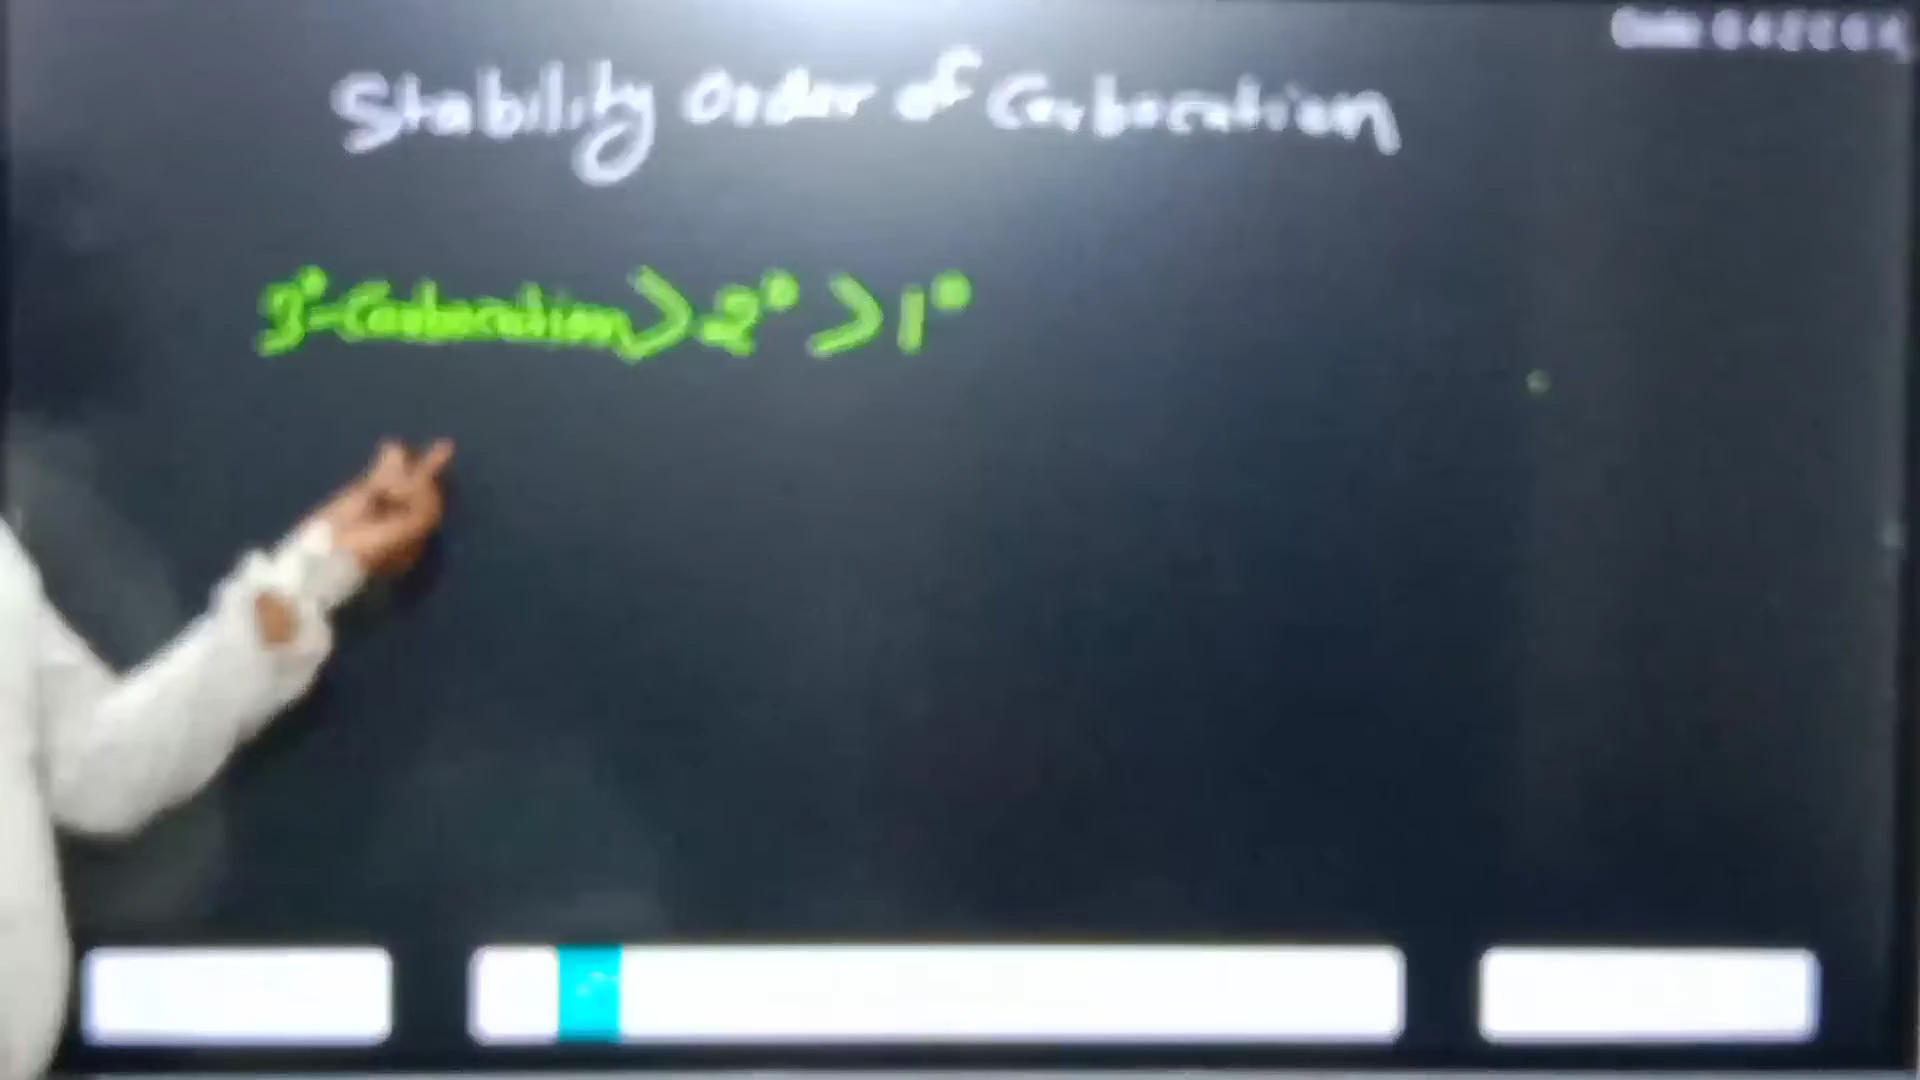 Stability Order of Carbocation
3°-Carbocation > 2° > 1°